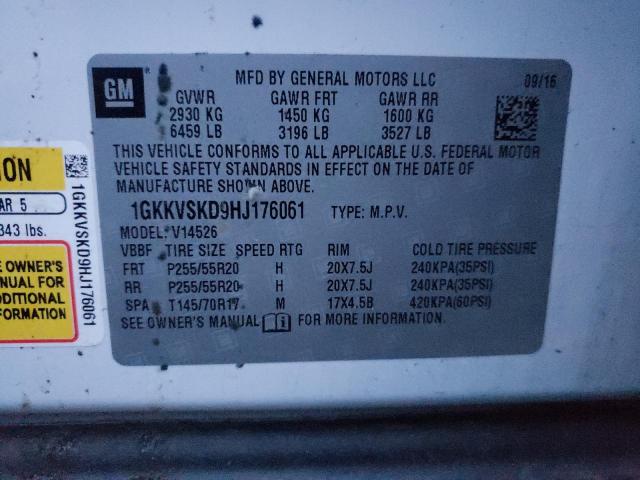 GM
MFD BY GENERAL MOTORS LLC 09/16
GVWR GAWR FRT GAWR RR
2930 KG 1450 KG 1600 KG
6459 LB 3196 LB 3527 LB
THIS VEHICLE CONFORMS TO ALL APPLICABLE U.S. FEDERAL MOTOR
VEHICLE SAFETY STANDARDS IN EFFECT ON THE DATE OF
MANUFACTURE SHOWN ABOVE.
1GKKVSKD9HJ176061 TYPE: M.P.V.
MODEL: V14526
VBBF TIRE SIZE SPEED RTG RIM COLD TIRE PRESSURE
FRT P255/55R20 H 20X7.5J 240KPA(35PSI)
RR P255/55R20 H 20X7.5J 240KPA(35PSI)
SPA T145/70R17 M 17X4.5B 420KPA(60PSI)
SEE OWNER'S MANUAL FOR MORE INFORMATION.
ION
AR 5
343 lbs.
E OWNER'S
ANUAL FOR
DDITIONAL
FORMATION
1GKKVSKD9HJ176061